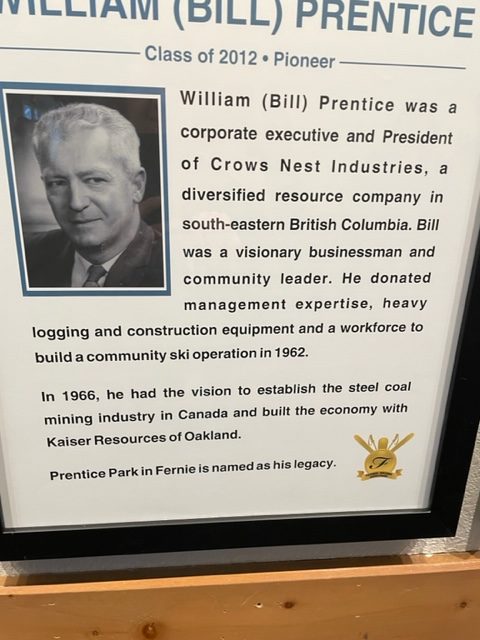 WILLIAM (BILL) PRENTICE
Class of 2012 • Pioneer
William (Bill) Prentice was a
corporate executive and President
of Crows Nest Industries, a
diversified resource company in
south-eastern British Columbia. Bill
was a visionary businessman and
community leader. He donated
management expertise, heavy
logging and construction equipment and a workforce to
build a community ski operation in 1962.
In 1966, he had the vision to establish the steel coal
mining industry in Canada and built the economy with
Kaiser Resources of Oakland.
Prentice Park in Fernie is named as his legacy.
F